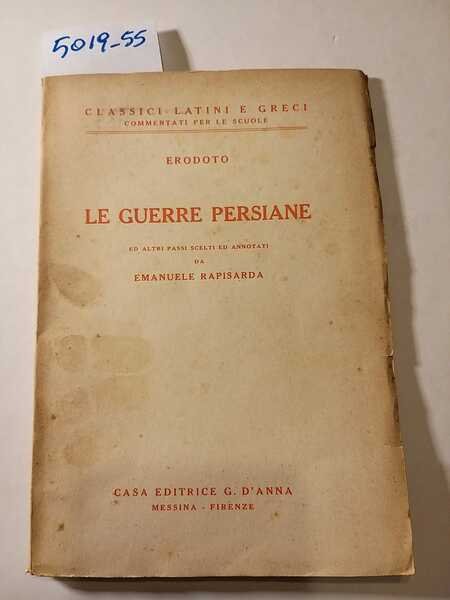 5019-55
CLASSICI LATINI E GRECI
COMMENTATI PER LE SCUOLE
ERODOTO
LE GUERRE PERSIANE
ED ALTRI PASSI SCELTI ED ANNOTATI
DA
EMANUELE RAPISARDA
CASA EDITRICE G. D'ANNA
MESSINA - FIRENZE